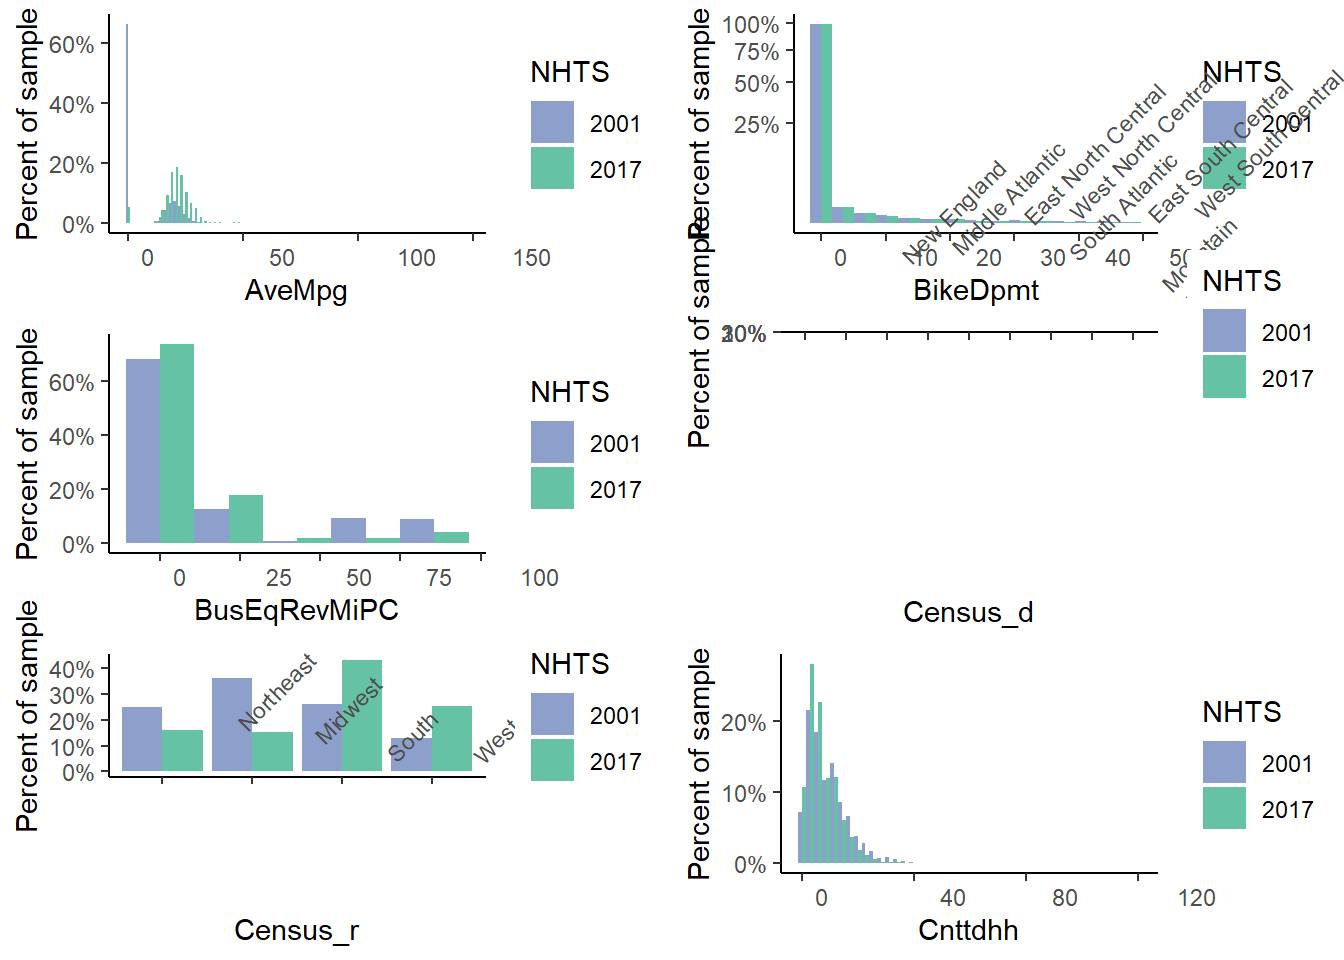 Percent of sample
60%
40%
20%
0%
0 50 100 150
AveMpg
NHTS
2001
2017
Percent of sample
100%
75%
50%
25%
0 10 20 30 40
BikeDpmt
NHTS
2001
2017
Percent of sample
60%
40%
20%
0%
0 25 50 75 100
BusEqRevMiPC
NHTS
2001
2017
Percent of sample
New England
Middle Atlantic
East North Central
West North Central
South Atlantic
East South Central
West South Central
Census_d
NHTS
2001
2017
Percent of sample
40%
30%
20%
10%
0%
Northeast
Midwest
South
West
Census_r
NHTS
2001
2017
Percent of sample
20%
10%
0%
0 40 80 120
Cnttdhh
NHTS
2001
2017